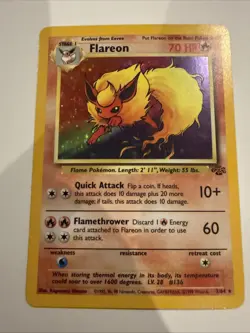 Evolves from Eevee Put Flareon on the Basic Pokémon
Flareon 70 HP
Flame Pokémon. Length: 2' 11", Weight: 55 lbs.
Quick Attack Flip a coin. If heads,
this attack does 10 damage plus 20 more
damage; if tails, this attack does 10
damage.
10+
Flamethrower Discard 1 Energy
card attached to Flareon in order to
use this attack.
60
weakness resistance retreat cost
When storing thermal energy in its body, its temperature
could soar to over 1600 degrees. LV. 28 #136
3/64